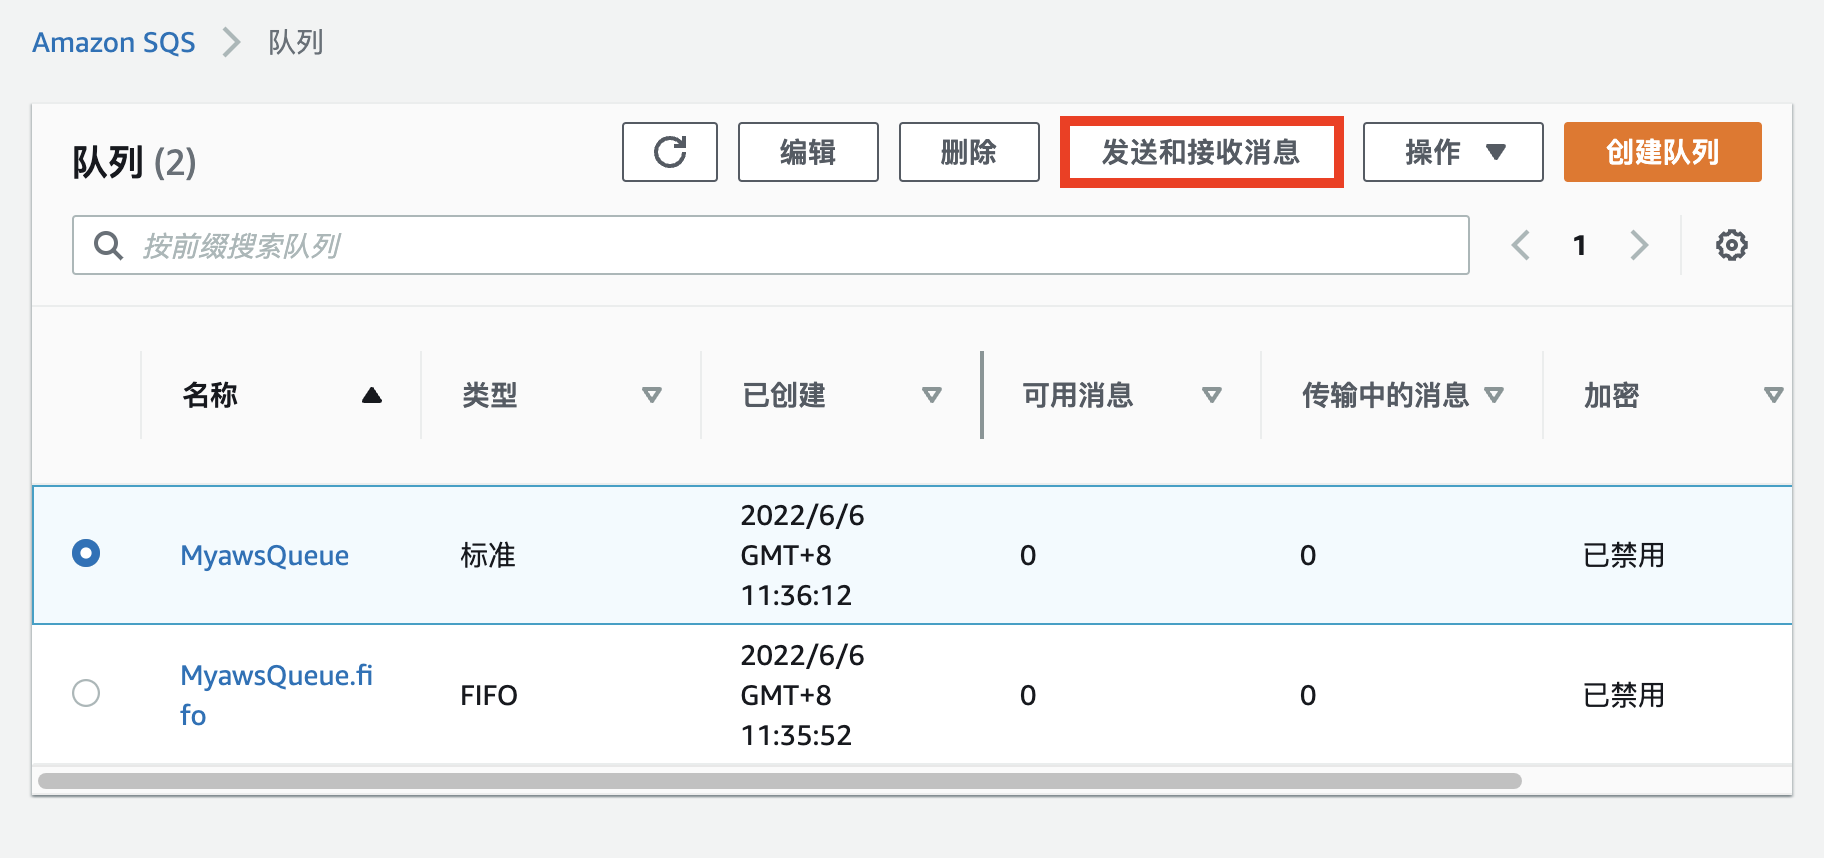 Amazon SQS 队列
队列 (2)
编辑
删除
发送和接收消息
操作
创建队列
按前缀搜索队列
1
名称 类型 已创建 可用消息 传输中的消息 加密
MyawsQueue 标准 2022/6/6
GMT+8
11:36:12 0 0 已禁用
MyawsQueue.fi
fo FIFO 2022/6/6
GMT+8
11:35:52 0 0 已禁用